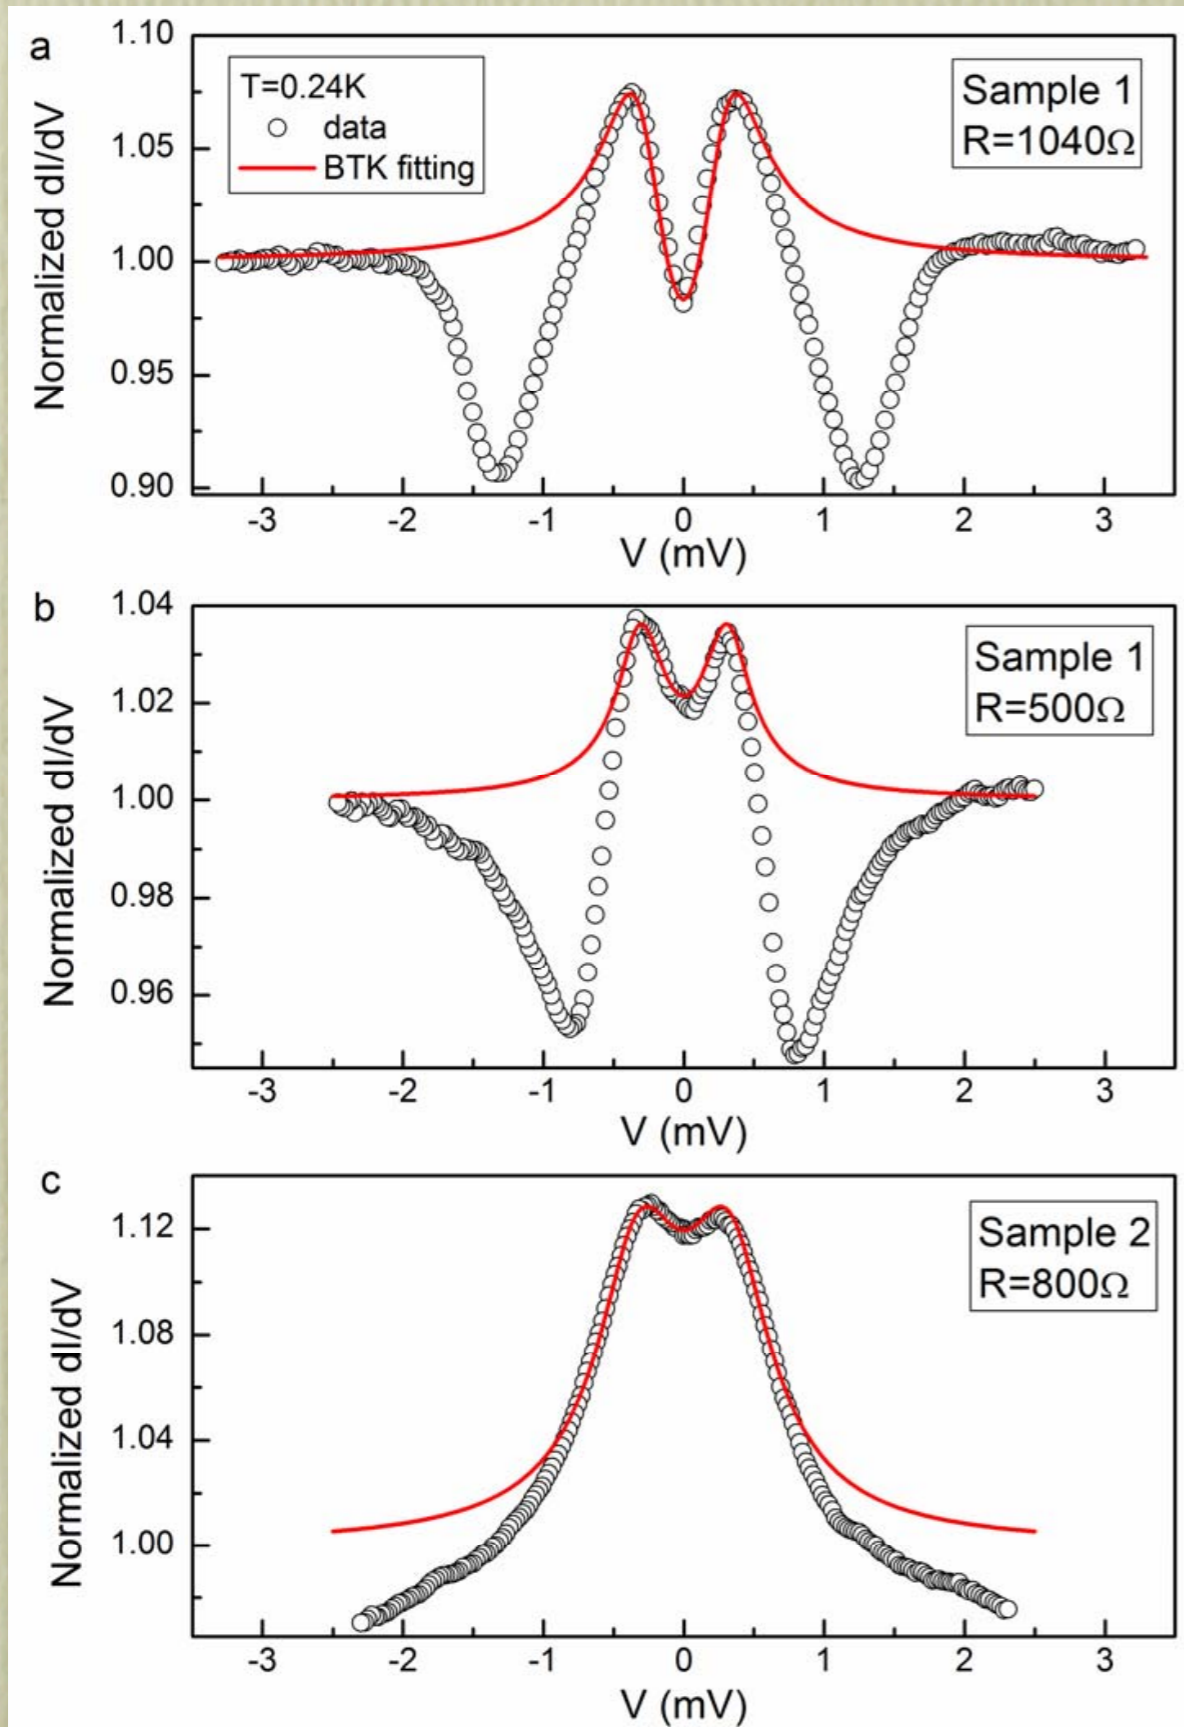 a
1.10
1.05
1.00
0.95
0.90
Normalized dI/dV
T=0.24K
data
BTK fitting
Sample 1
R=1040Ω
-3 -2 -1 0 1 2 3
V (mV)
b
1.04
1.02
1.00
0.98
0.96
Normalized dI/dV
Sample 1
R=500Ω
-3 -2 -1 0 1 2 3
V (mV)
c
1.12
1.08
1.04
1.00
Normalized dI/dV
Sample 2
R=800Ω
-3 -2 -1 0 1 2 3
V (mV)